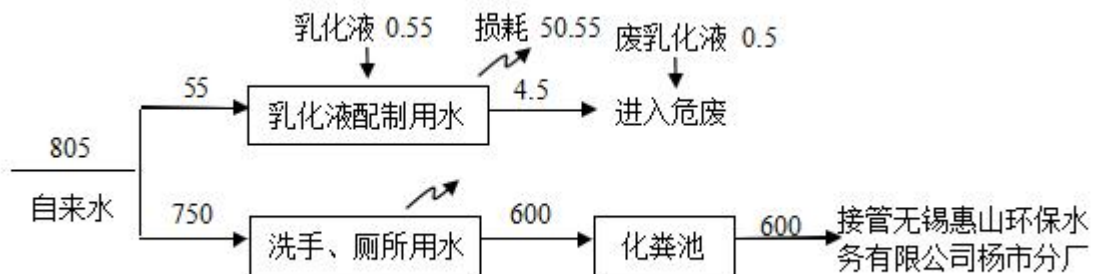 乳化液 0.55
损耗 50.55
废乳化液 0.5
55
乳化液配制用水
4.5
进入危废
805
自来水
750
洗手、厕所用水
600
化粪池
600
接管无锡惠山环保水
务有限公司杨市分厂